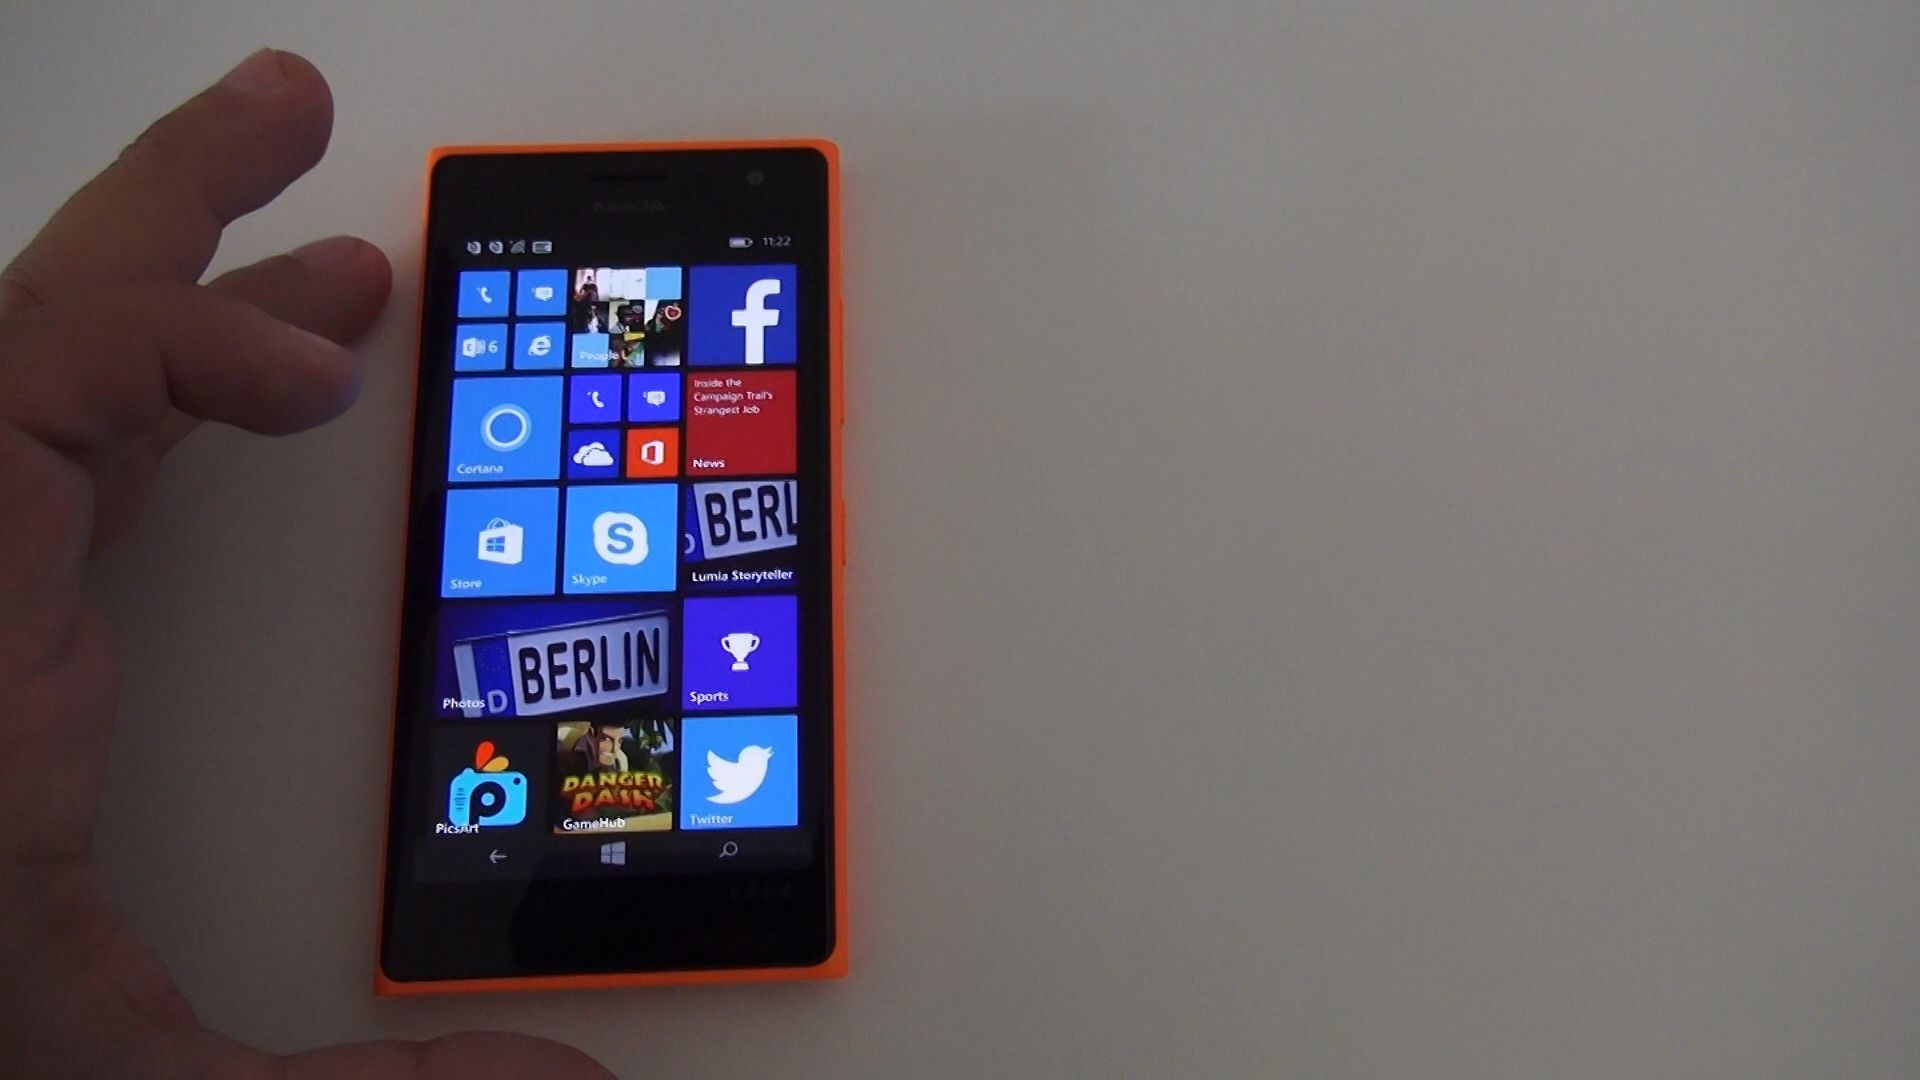 NOKIA
11:22
6
People
Inside the
Campaign Trail's
Strangest Job
Cortana
News
BERL
D
Store
Skype
Lumia Storyteller
BERLIN
D
Photos
Sports
DANGER
DASH
PicsArt
GameHub
Twitter